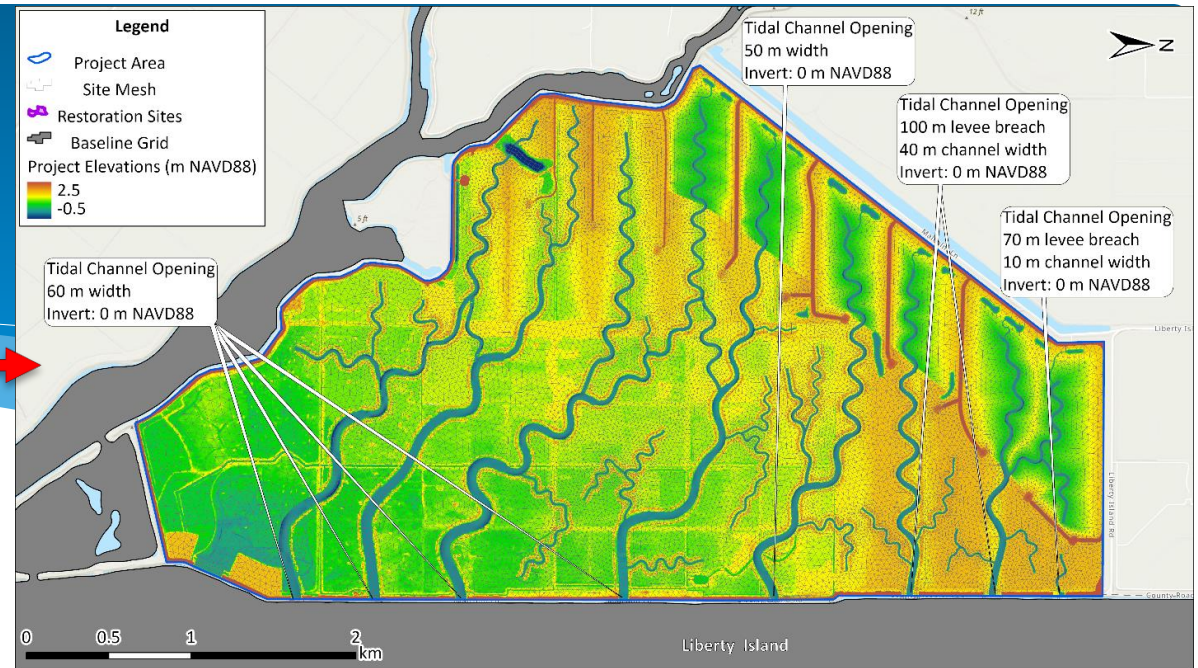 Legend
Project Area
Site Mesh
Restoration Sites
Baseline Grid
Project Elevations (m NAVD88)
2.5
-0.5
Tidal Channel Opening
50 m width
Invert: 0 m NAVD88
12 ft
N
Tidal Channel Opening
100 m levee breach
40 m channel width
Invert: 0 m NAVD88
Tidal Channel Opening
70 m levee breach
10 m channel width
Invert: 0 m NAVD88
5 ft
Tidal Channel Opening
60 m width
Invert: 0 m NAVD88
Liberty Isl
Liberty Island Rd
County-Road
0 0.5 1 2
km
Liberty Island